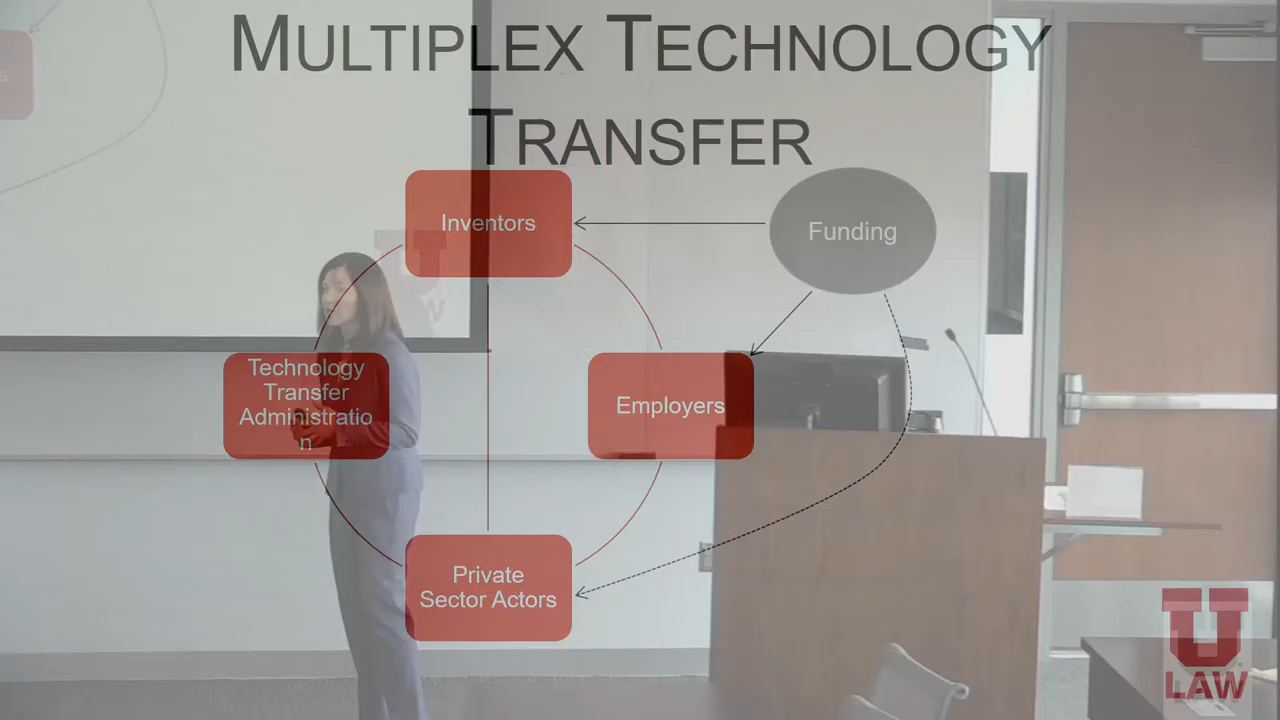 MULTIPLEX TECHNOLOGY
TRANSFER
Inventors
Funding
Technology
Transfer
Administratio
n
Employers
Private
Sector Actors
U
LAW